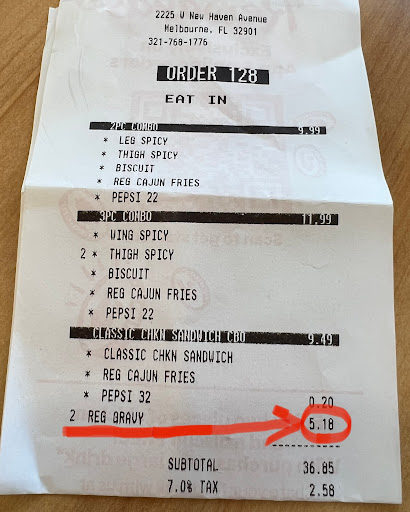 2225 W New Haven Avenue
Melbourne, FL 32901
321-768-1776
ORDER 128
EAT IN
2PC COMBO 9.99
* LEG SPICY
* THIGH SPICY
* BISCUIT
* REG CAJUN FRIES
* PEPSI 22
3PC COMBO 11.99
* WING SPICY
2 * THIGH SPICY
* BISCUIT
* REG CAJUN FRIES
* PEPSI 22
CLASSIC CHKN SANDWICH CBO 9.49
* CLASSIC CHKN SANDWICH
* REG CAJUN FRIES
* PEPSI 32 0.20
2 REG GRAVY 5.18
SUBTOTAL 36.85
7.0% TAX 2.58